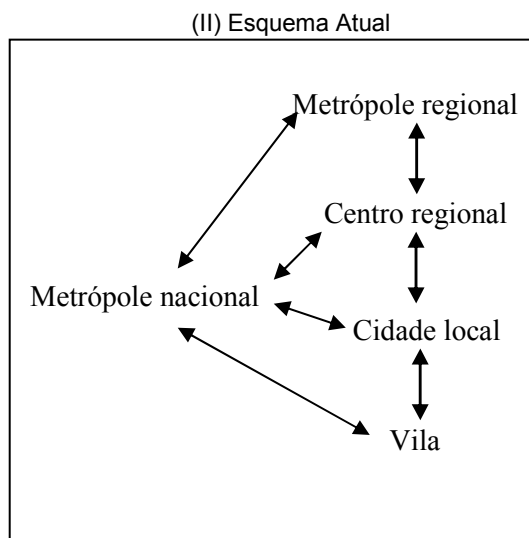 (II) Esquema Atual
Metrópole regional
Centro regional
Metrópole nacional
Cidade local
Vila